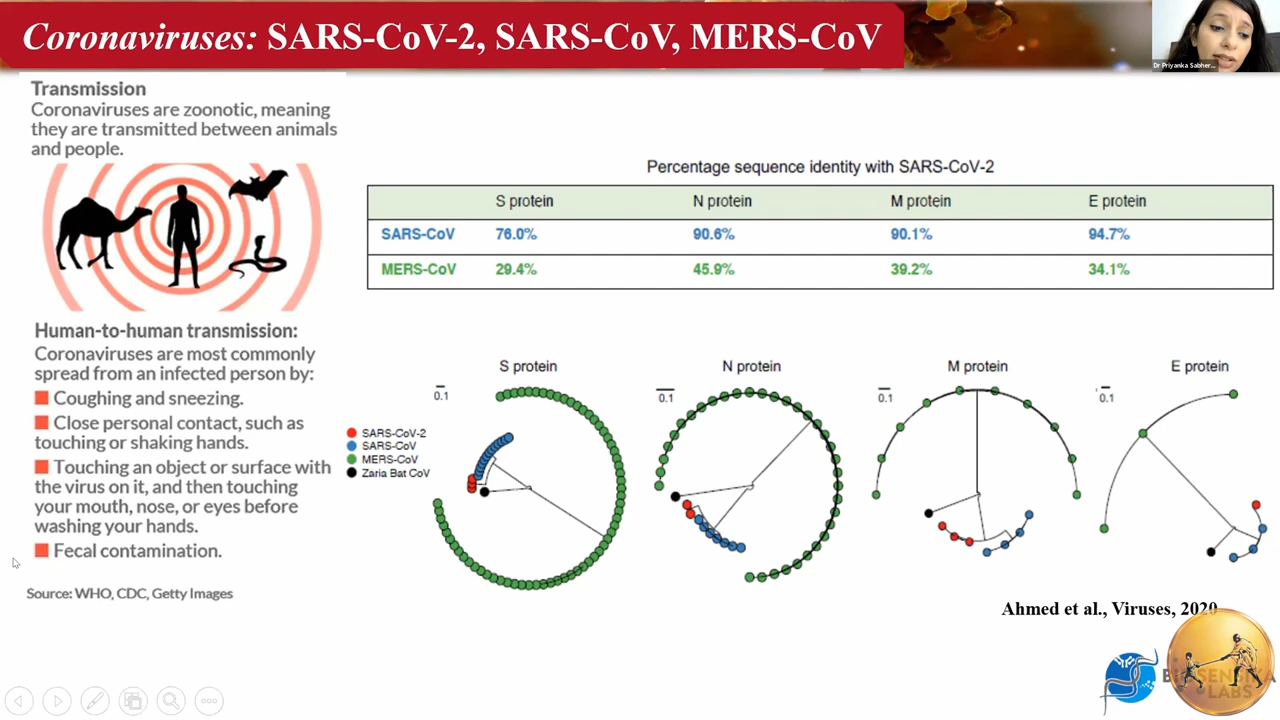 Coronaviruses: SARS-CoV-2, SARS-CoV, MERS-CoV
Dr Priyanka Sabher...
Transmission
Coronaviruses are zoonotic, meaning
they are transmitted between animals
and people.
Human-to-human transmission:
Coronaviruses are most commonly
spread from an infected person by:
Coughing and sneezing.
Close personal contact, such as
touching or shaking hands.
Touching an object or surface with
the virus on it, and then touching
your mouth, nose, or eyes before
washing your hands.
Fecal contamination.
Source: WHO, CDC, Getty Images
Percentage sequence identity with SARS-CoV-2
S protein N protein M protein E protein
SARS-CoV 76.0% 90.6% 90.1% 94.7%
MERS-CoV 29.4% 45.9% 39.2% 34.1%
S protein N protein M protein E protein
0.1 0.1 0.1 0.1
SARS-CoV-2
SARS-CoV
MERS-CoV
Zaria Bat CoV
Ahmed et al., Viruses, 2020
LABS